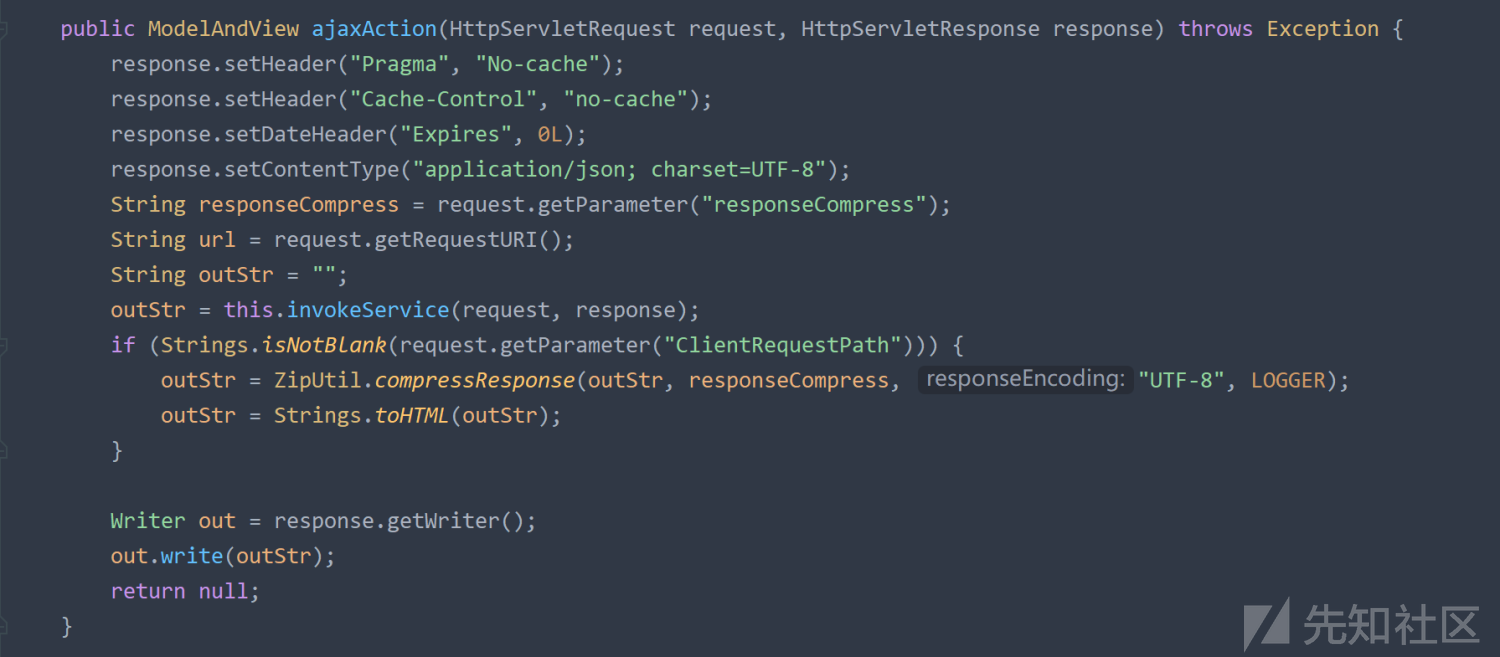 public ModelAndView ajaxAction(HttpServletRequest request, HttpServletResponse response) throws Exception {
    response.setHeader("Pragma", "No-cache");
    response.setHeader("Cache-Control", "no-cache");
    response.setDateHeader("Expires", 0L);
    response.setContentType("application/json; charset=UTF-8");
    String responseCompress = request.getParameter("responseCompress");
    String url = request.getRequestURI();
    String outStr = "";
    outStr = this.invokeService(request, response);
    if (Strings.isNotBlank(request.getParameter("ClientRequestPath"))) {
        outStr = ZipUtil.compressResponse(outStr, responseCompress, responseEncoding: "UTF-8", LOGGER);
        outStr = Strings.toHTML(outStr);
    }
    Writer out = response.getWriter();
    out.write(outStr);
    return null;
}
先知社区